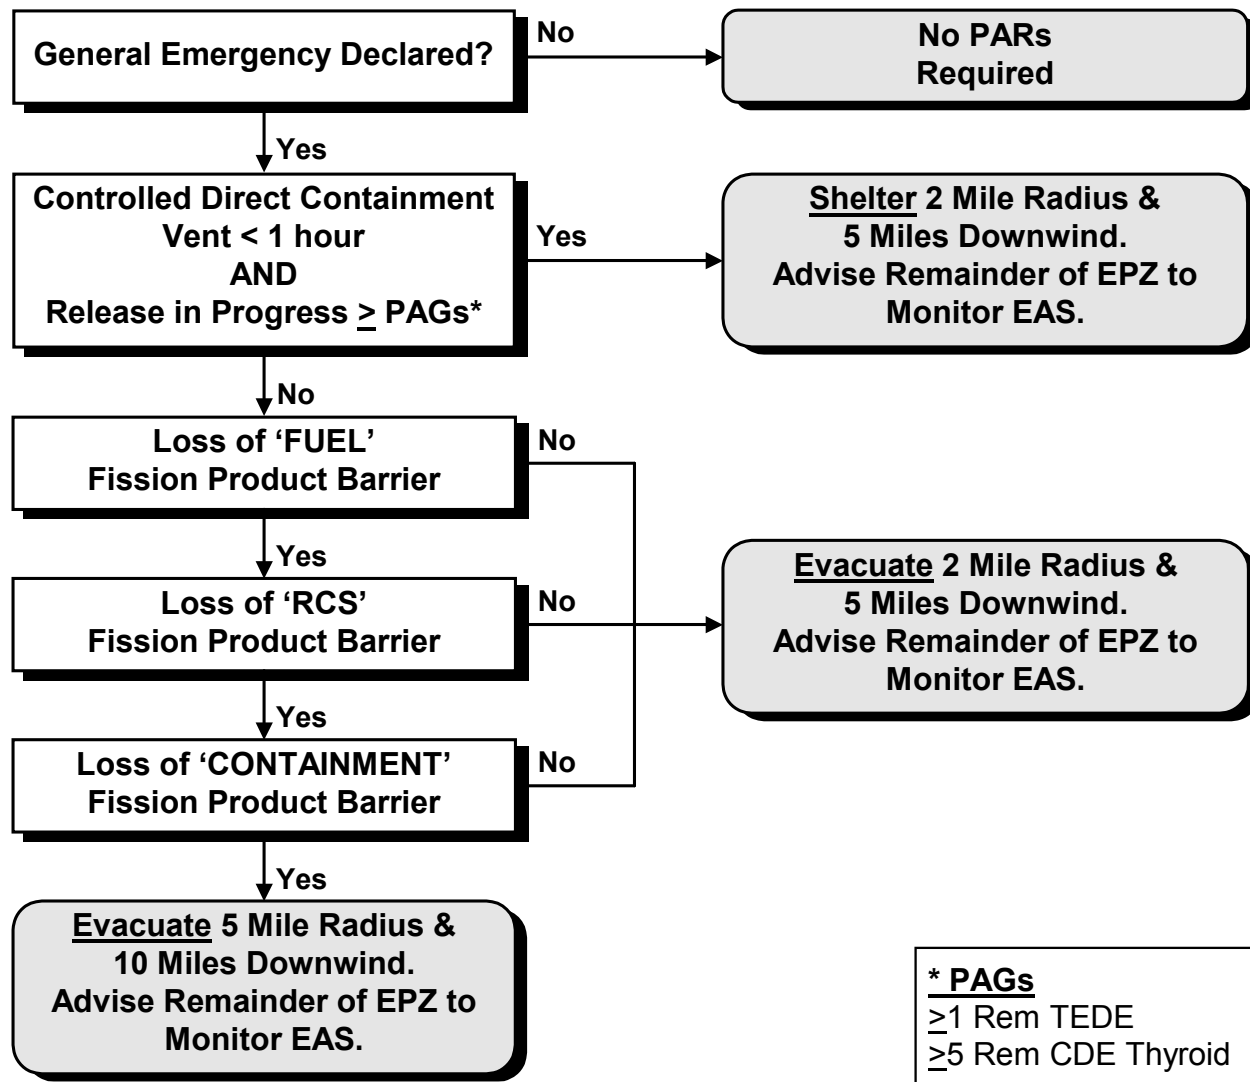 General Emergency Declared?
No
No PARs
Required
Yes
Controlled Direct Containment
Vent < 1 hour
AND
Release in Progress ≥ PAGs*
Yes
Shelter 2 Mile Radius &
5 Miles Downwind.
Advise Remainder of EPZ to
Monitor EAS.
No
Loss of ‘FUEL’
Fission Product Barrier
No
Yes
Loss of ‘RCS’
Fission Product Barrier
No
Evacuate 2 Mile Radius &
5 Miles Downwind.
Advise Remainder of EPZ to
Monitor EAS.
Yes
Loss of ‘CONTAINMENT’
Fission Product Barrier
No
Yes
Evacuate 5 Mile Radius &
10 Miles Downwind.
Advise Remainder of EPZ to
Monitor EAS.
* PAGs
≥1 Rem TEDE
≥5 Rem CDE Thyroid